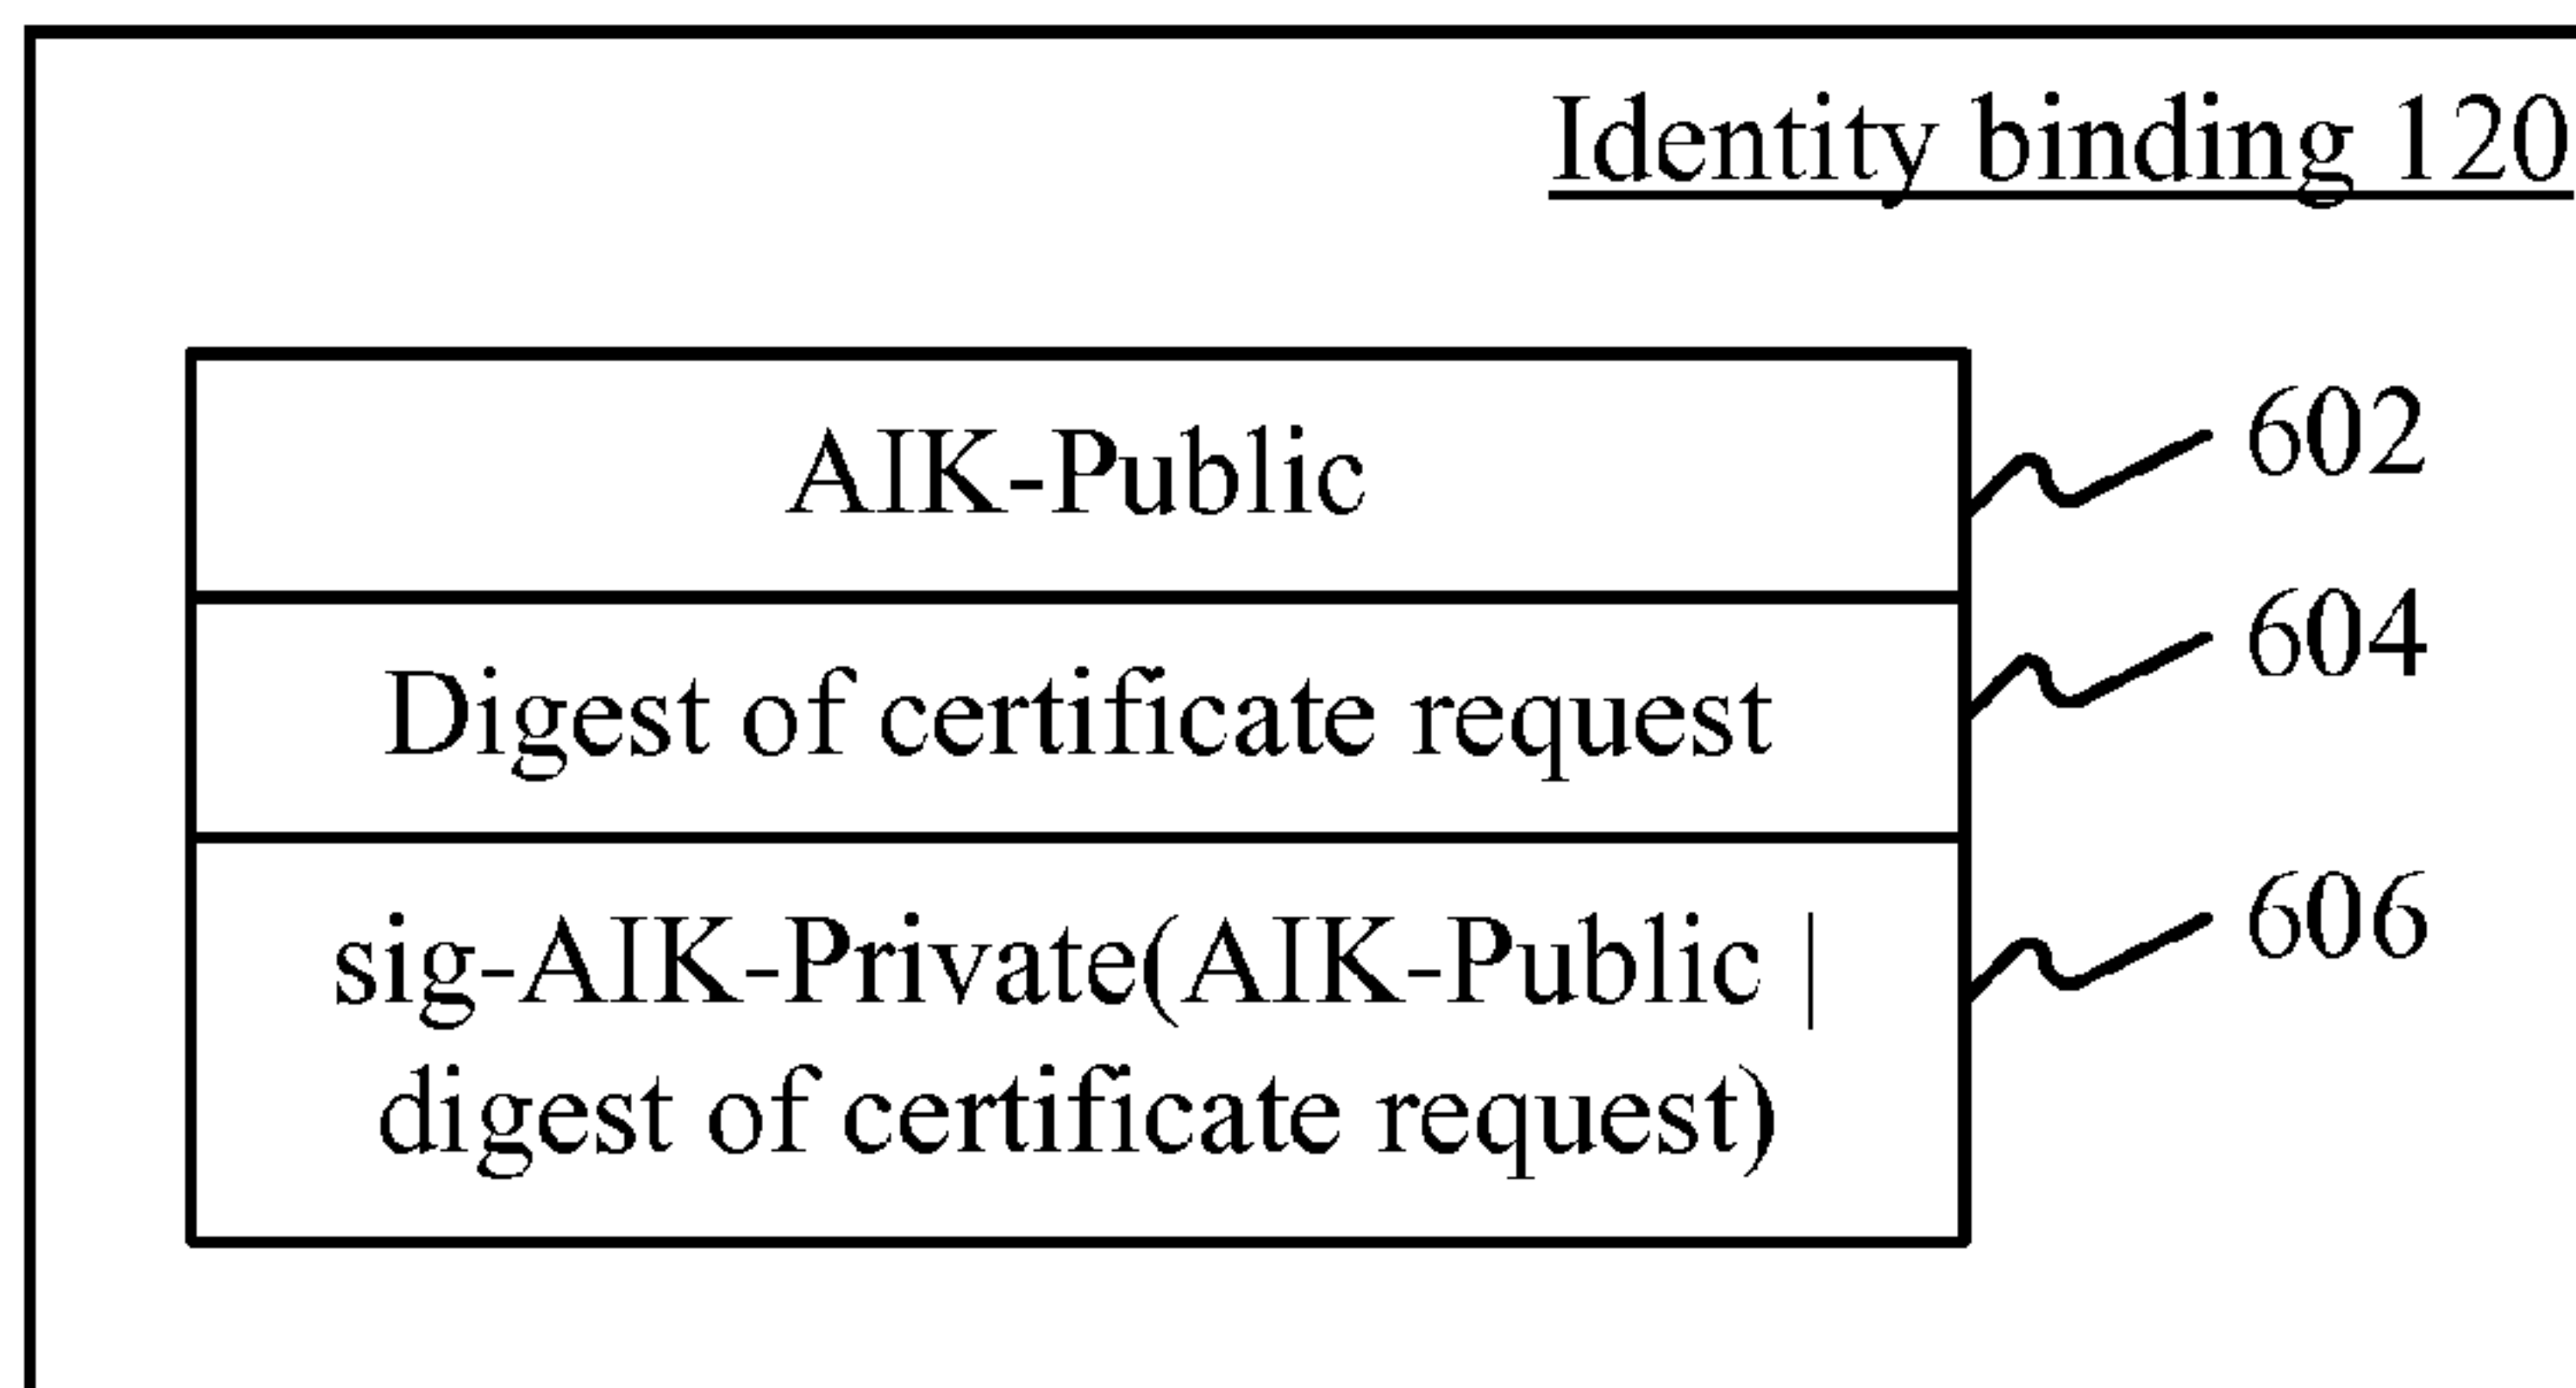 Identity binding 120
AIK-Public
602
Digest of certificate request
604
sig-AIK-Private(AIK-Public |
digest of certificate request)
606